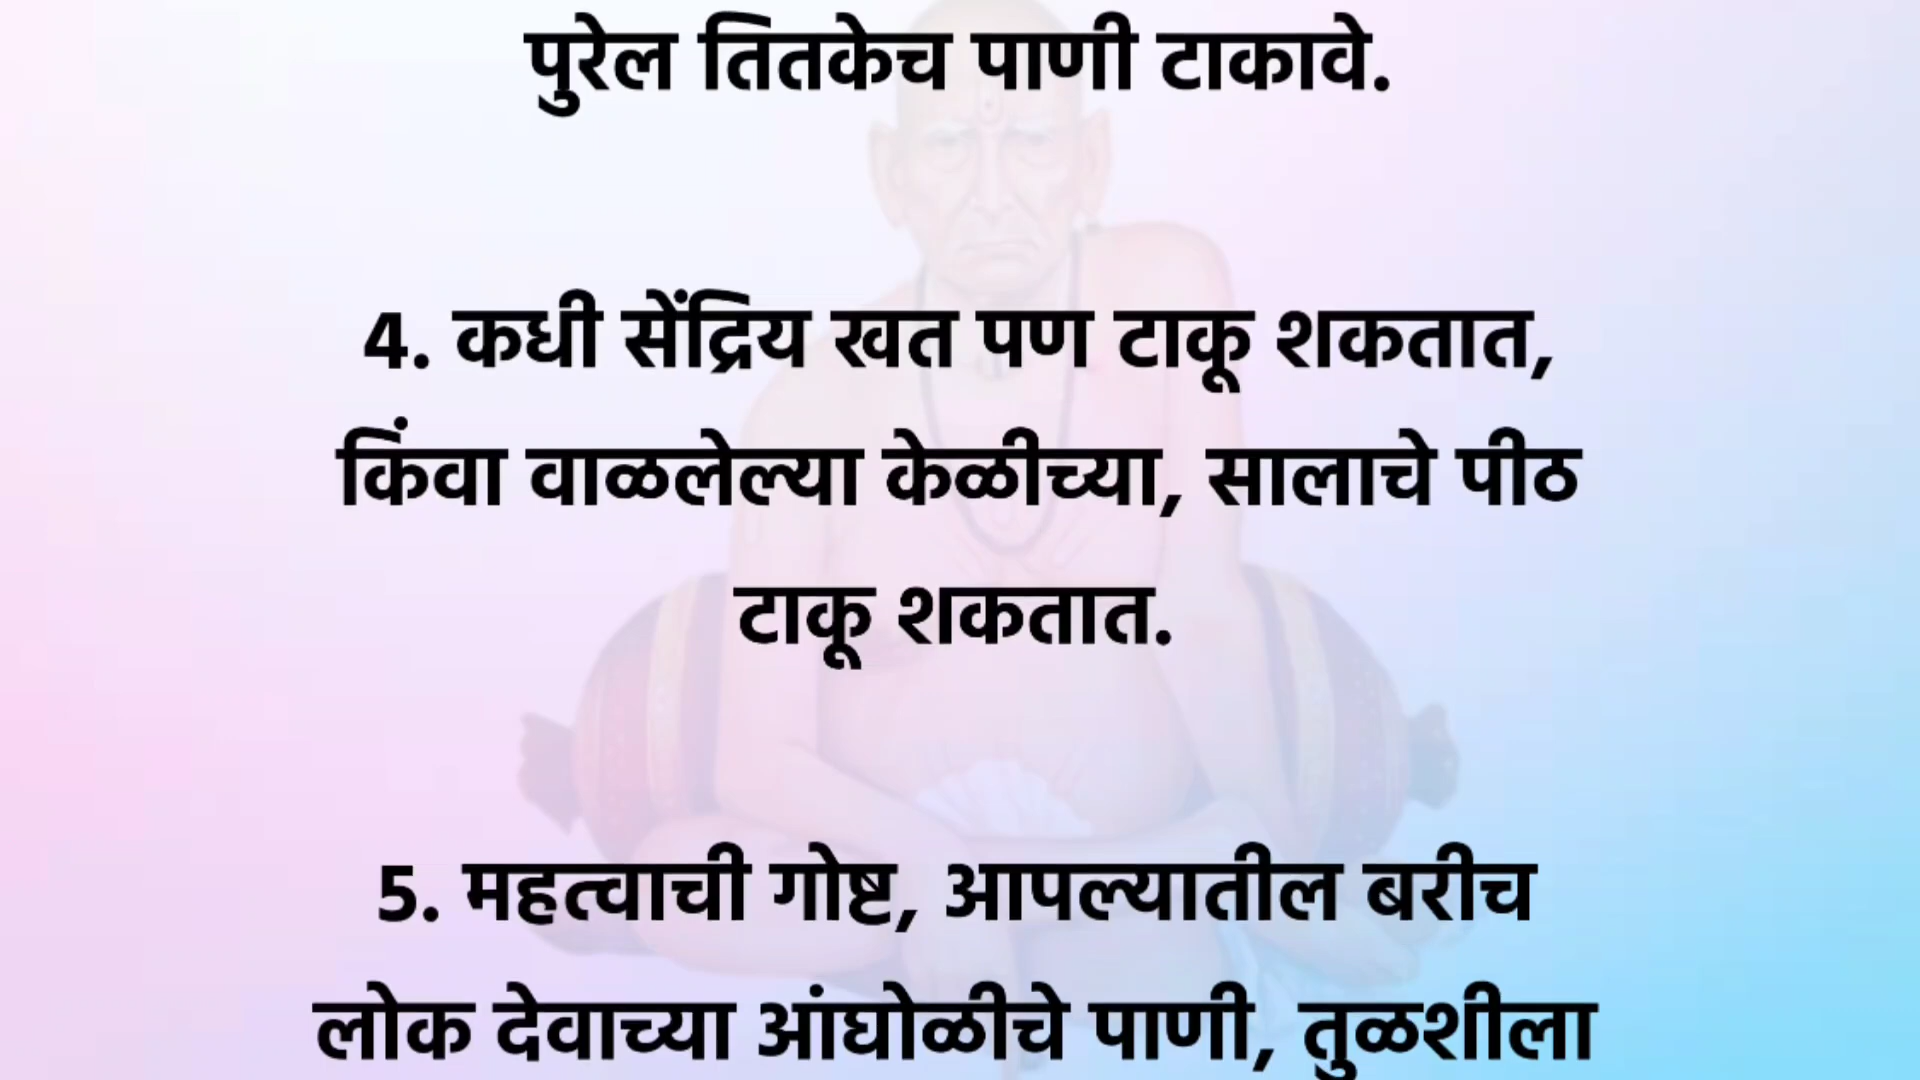 पुरेल तितकेच पाणी टाकावे.
4. कधी सेंद्रिय खत पण टाकू शकतात,
किंवा वाळलेल्या केळीच्या, सालाचे पीठ
टाकू शकतात.
5. महत्वाची गोष्ट, आपल्यातील बरीच
लोक देवाच्या आंघोळीचे पाणी, तुळशीला